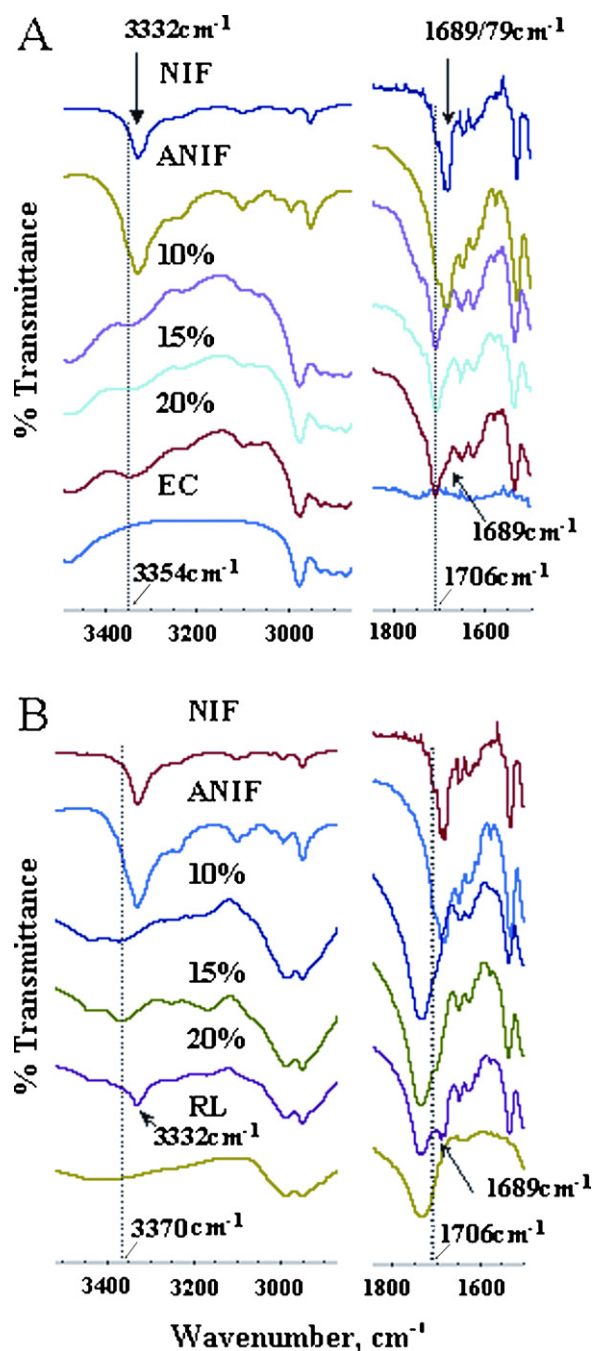 A
3332cm-1
1689/79cm-1
NIF
ANIF
10%
15%
20%
EC
% Transmittance
3354cm-1
1689cm-1
1706cm-1
3400 3200 3000 1800 1600
B
NIF
ANIF
10%
15%
20%
RL
% Transmittance
3332cm-1
1689cm-1
3370cm-1
1706cm-1
3400 3200 3000 1800 1600
Wavenumber, cm-1